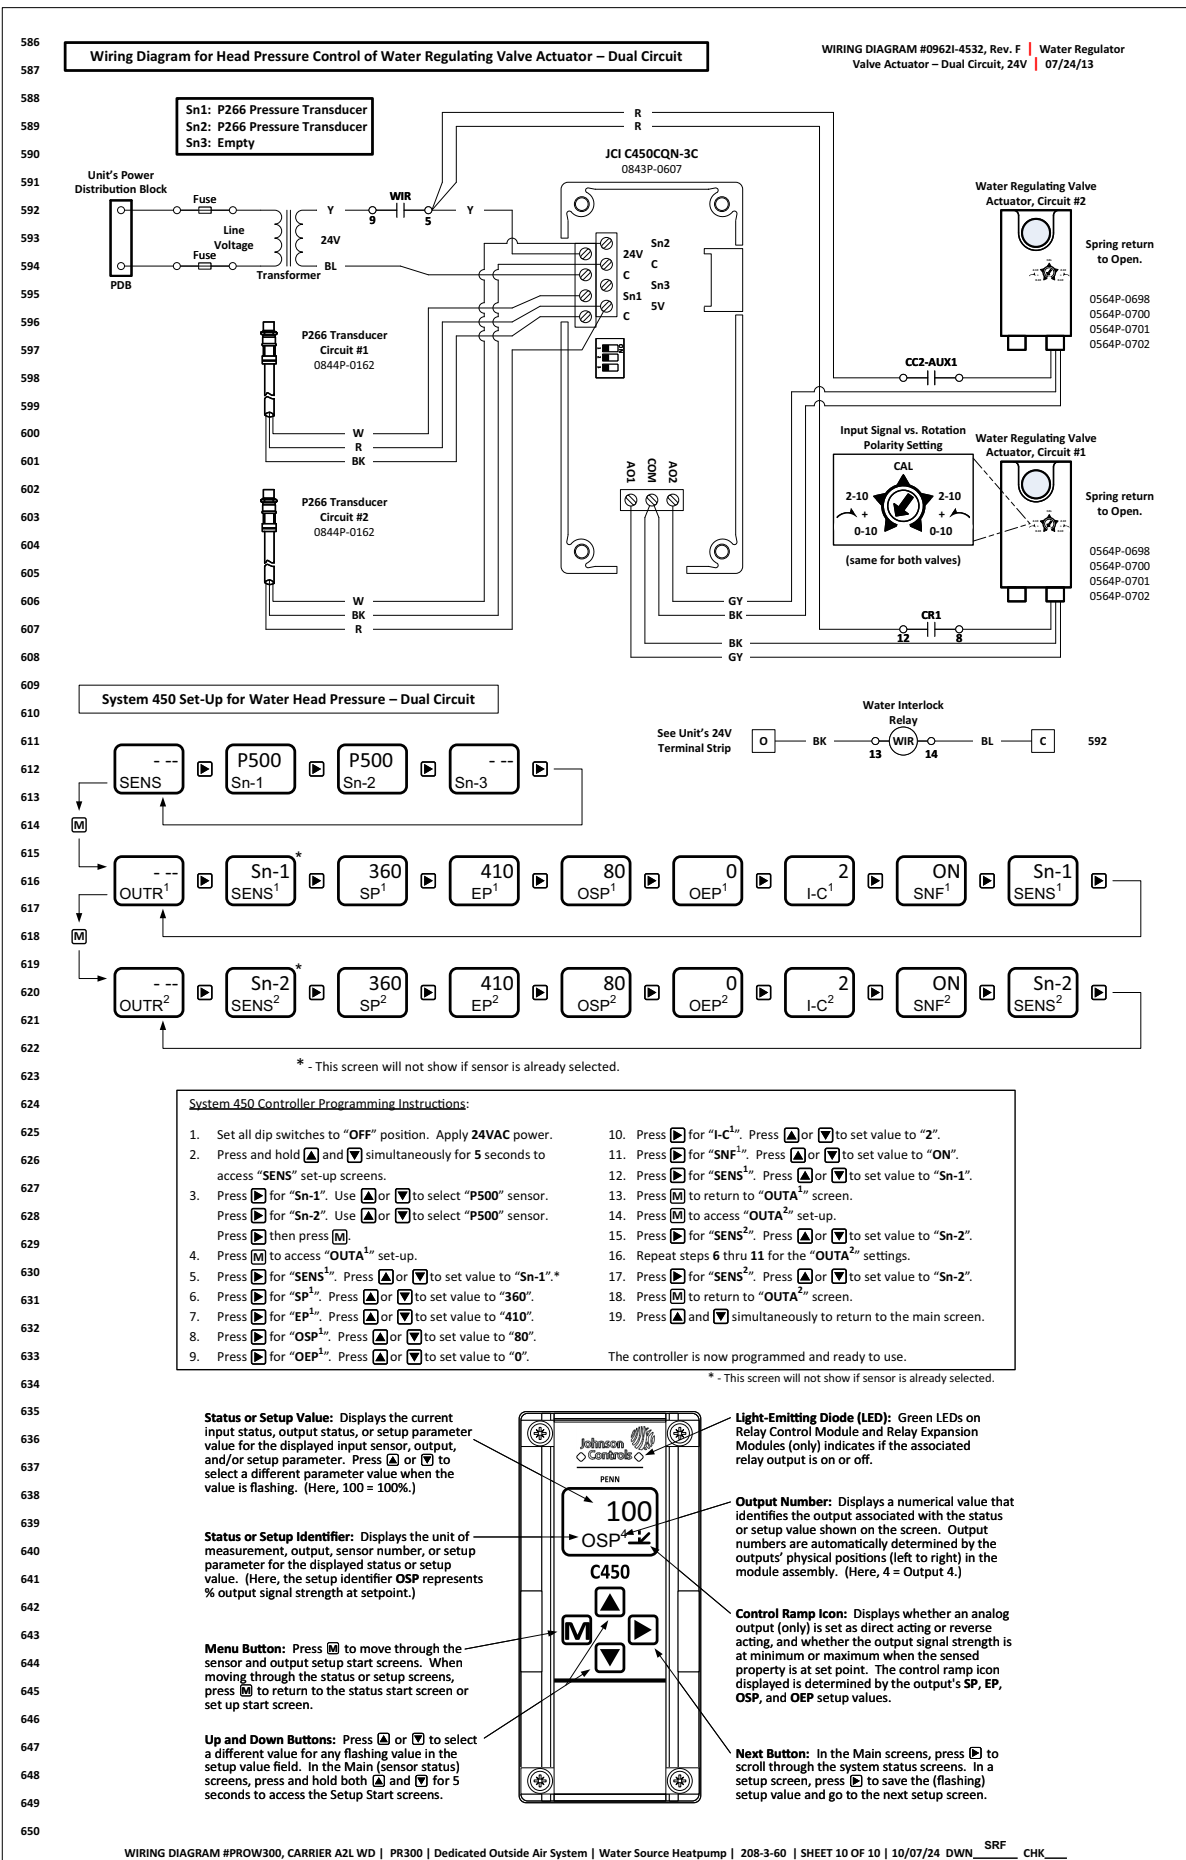 586
587
588
589
590
591
592
593
594
595
596
597
598
599
600
601
602
603
604
605
606
607
608
609
610
611
612
613
614
615
616
617
618
619
620
621
622
623
624
625
626
627
628
629
630
631
632
633
634
635
636
637
638
639
640
641
642
643
644
645
646
647
648
649
650
Wiring Diagram for Head Pressure Control of Water Regulating Valve Actuator – Dual Circuit
WIRING DIAGRAM #0962I-4532, Rev. F | Water Regulator
Valve Actuator – Dual Circuit, 24V | 07/24/13
Sn1: P266 Pressure Transducer
Sn2: P266 Pressure Transducer
Sn3: Empty
R
R
JCI C450CQN-3C
0843P-0607
Unit's Power
Distribution Block
PDB
Fuse
Fuse
Line
Voltage
Transformer
24V
Y
BL
9
WIR
5
Y
Sn2
24V
C
C
Sn3
Sn1
5V
C
ON
1
2
3
P266 Transducer
Circuit #1
0844P-0162
W
R
BK
P266 Transducer
Circuit #2
0844P-0162
W
BK
R
AO1
COM
AO2
GY
BK
BK
GY
Water Regulating Valve
Actuator, Circuit #2
Spring return
to Open.
0564P-0698
0564P-0700
0564P-0701
0564P-0702
CC2-AUX1
Input Signal vs. Rotation
Polarity Setting
CAL
2-10
2-10
+
+
0-10
0-10
(same for both valves)
Water Regulating Valve
Actuator, Circuit #1
Spring return
to Open.
0564P-0698
0564P-0700
0564P-0701
0564P-0702
CR1
12
8
System 450 Set-Up for Water Head Pressure – Dual Circuit
Water Interlock
Relay
See Unit's 24V
Terminal Strip
O
BK
13
WIR
14
BL
C
592
- --
SENS
P500
Sn-1
P500
Sn-2
- --
Sn-3
M
- --
OUTR1
Sn-1
SENS1
*
360
SP1
410
EP1
80
OSP1
0
OEP1
2
I-C1
ON
SNF1
Sn-1
SENS1
M
- --
OUTR2
Sn-2
SENS2
*
360
SP2
410
EP2
80
OSP2
0
OEP2
2
I-C2
ON
SNF2
Sn-2
SENS2
* - This screen will not show if sensor is already selected.
System 450 Controller Programming Instructions:
1. Set all dip switches to “OFF” position. Apply 24VAC power.
2. Press and hold ▲ and ▼ simultaneously for 5 seconds to
access “SENS” set-up screens.
3. Press ▶ for “Sn-1”. Use ▲ or ▼ to select “P500” sensor.
Press ▶ for “Sn-2”. Use ▲ or ▼ to select “P500” sensor.
Press ▶ then press M.
4. Press M to access “OUTA1” set-up.
5. Press ▶ for “SENS1”. Press ▲ or ▼ to set value to “Sn-1”.*
6. Press ▶ for “SP1”. Press ▲ or ▼ to set value to “360”.
7. Press ▶ for “EP1”. Press ▲ or ▼ to set value to “410”.
8. Press ▶ for “OSP1”. Press ▲ or ▼ to set value to “80”.
9. Press ▶ for “OEP1”. Press ▲ or ▼ to set value to “0”.
10. Press ▶ for “I-C1”. Press ▲ or ▼ to set value to “2”.
11. Press ▶ for “SNF1”. Press ▲ or ▼ to set value to “ON”.
12. Press ▶ for “SENS1”. Press ▲ or ▼ to set value to “Sn-1”.
13. Press M to return to “OUTA1” screen.
14. Press M to access “OUTA2” set-up.
15. Press ▶ for “SENS2”. Press ▲ or ▼ to set value to “Sn-2”.
16. Repeat steps 6 thru 11 for the “OUTA2” settings.
17. Press ▶ for “SENS2”. Press ▲ or ▼ to set value to “Sn-2”.
18. Press M to return to “OUTA2” screen.
19. Press ▲ and ▼ simultaneously to return to the main screen.
The controller is now programmed and ready to use.
* - This screen will not show if sensor is already selected.
Status or Setup Value: Displays the current
input status, output status, or setup parameter
value for the displayed input sensor, output,
and/or setup parameter. Press ▲ or ▼ to
select a different parameter value when the
value is flashing. (Here, 100 = 100%.)
Status or Setup Identifier: Displays the unit of
measurement, output, sensor number, or setup
parameter for the displayed status or setup
value. (Here, the setup identifier OSP represents
% output signal strength at setpoint.)
Menu Button: Press M to move through the
sensor and output setup start screens. When
moving through the status or setup screens,
press M to return to the status start screen or
set up start screen.
Up and Down Buttons: Press ▲ or ▼ to select
a different value for any flashing value in the
setup value field. In the Main (sensor status)
screens, press and hold both ▲ and ▼ for 5
seconds to access the Setup Start screens.
Johnson
Controls
PENN
100
OSP4
C450
M
Light-Emitting Diode (LED): Green LEDs on
Relay Control Module and Relay Expansion
Modules (only) indicates if the associated
relay output is on or off.
Output Number: Displays a numerical value that
identifies the output associated with the status
or setup value shown on the screen. Output
numbers are automatically determined by the
outputs' physical positions (left to right) in the
module assembly. (Here, 4 = Output 4.)
Control Ramp Icon: Displays whether an analog
output (only) is set as direct acting or reverse
acting, and whether the output signal strength is
at minimum or maximum when the sensed
property is at set point. The control ramp icon
displayed is determined by the output's SP, EP,
OSP, and OEP setup values.
Next Button: In the Main screens, press ▶ to
scroll through the system status screens. In a
setup screen, press ▶ to save the (flashing)
setup value and go to the next setup screen.
WIRING DIAGRAM #PROW300, CARRIER A2L WD | PR300 | Dedicated Outside Air System | Water Source Heatpump | 208-3-60 | SHEET 10 OF 10 | 10/07/24 DWN SRF CHK